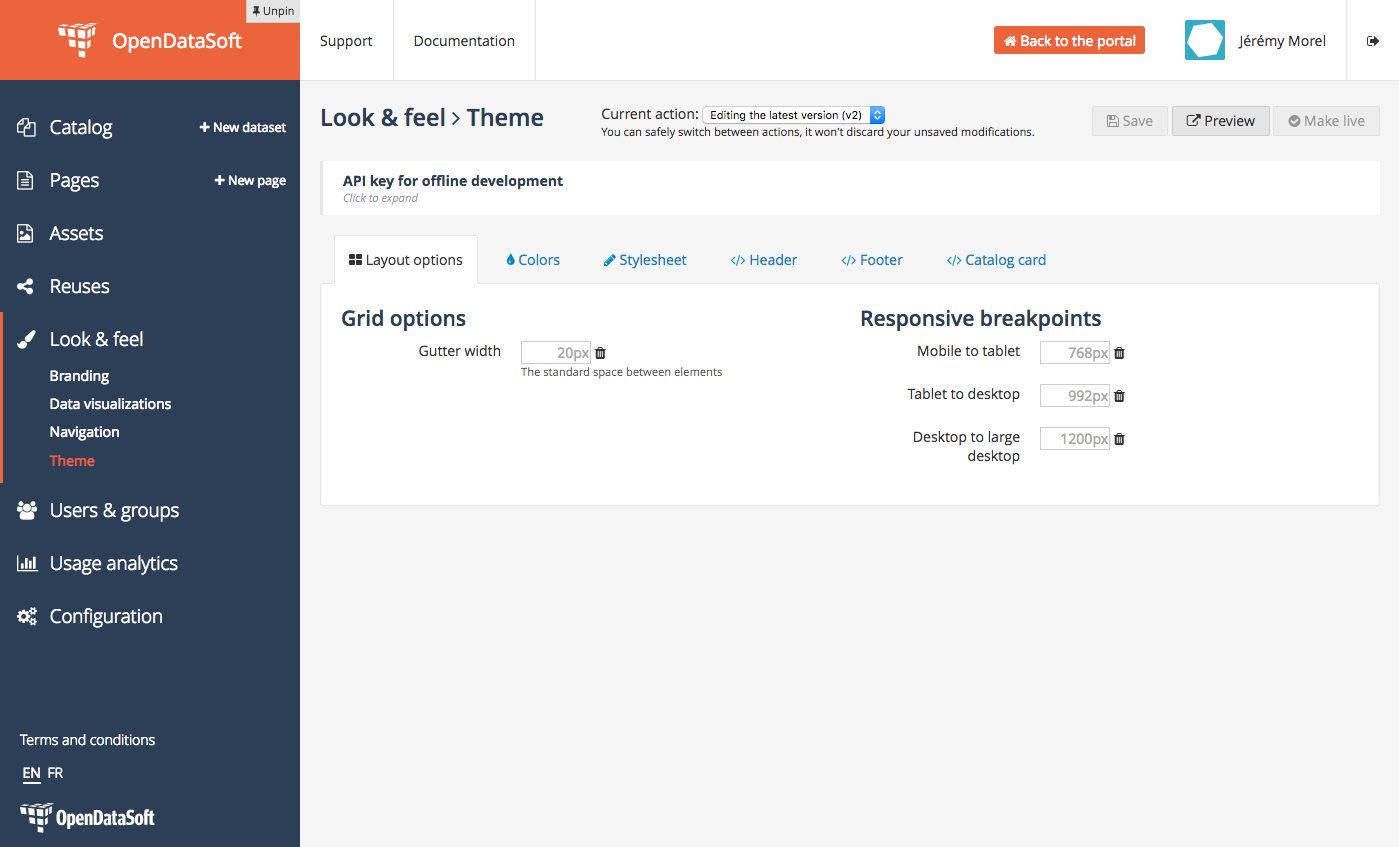 Unpin
OpenDataSoft
Support
Documentation
Back to the portal
Jérémy Morel
Catalog
+ New dataset
Pages
+ New page
Assets
Reuses
Look & feel
Branding
Data visualizations
Navigation
Theme
Users & groups
Usage analytics
Configuration
Terms and conditions
EN FR
OpenDataSoft
Look & feel › Theme
Current action: Editing the latest version (v2)
You can safely switch between actions, it won't discard your unsaved modifications.
Save
Preview
Make live
API key for offline development
Click to expand
Layout options
Colors
Stylesheet
</> Header
</> Footer
</> Catalog card
Grid options
Gutter width
20px
The standard space between elements
Responsive breakpoints
Mobile to tablet
768px
Tablet to desktop
992px
Desktop to large
desktop
1200px